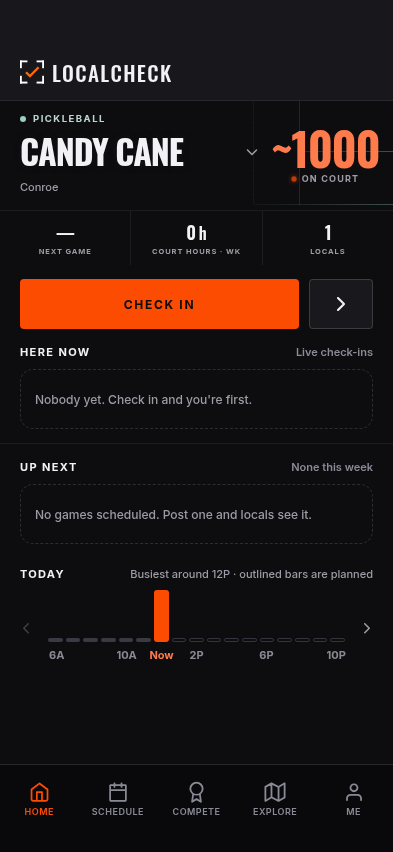 LOCALCHECK
PICKLEBALL
CANDY CANE
~1000
Conroe
ON COURT
—
0h
1
NEXT GAME
COURT HOURS · WK
LOCALS
CHECK IN
HERE NOW
Live check-ins
Nobody yet. Check in and you're first.
UP NEXT
None this week
No games scheduled. Post one and locals see it.
TODAY
Busiest around 12P · outlined bars are planned
6A
10A
Now
2P
6P
10P
HOME
SCHEDULE
COMPETE
EXPLORE
ME